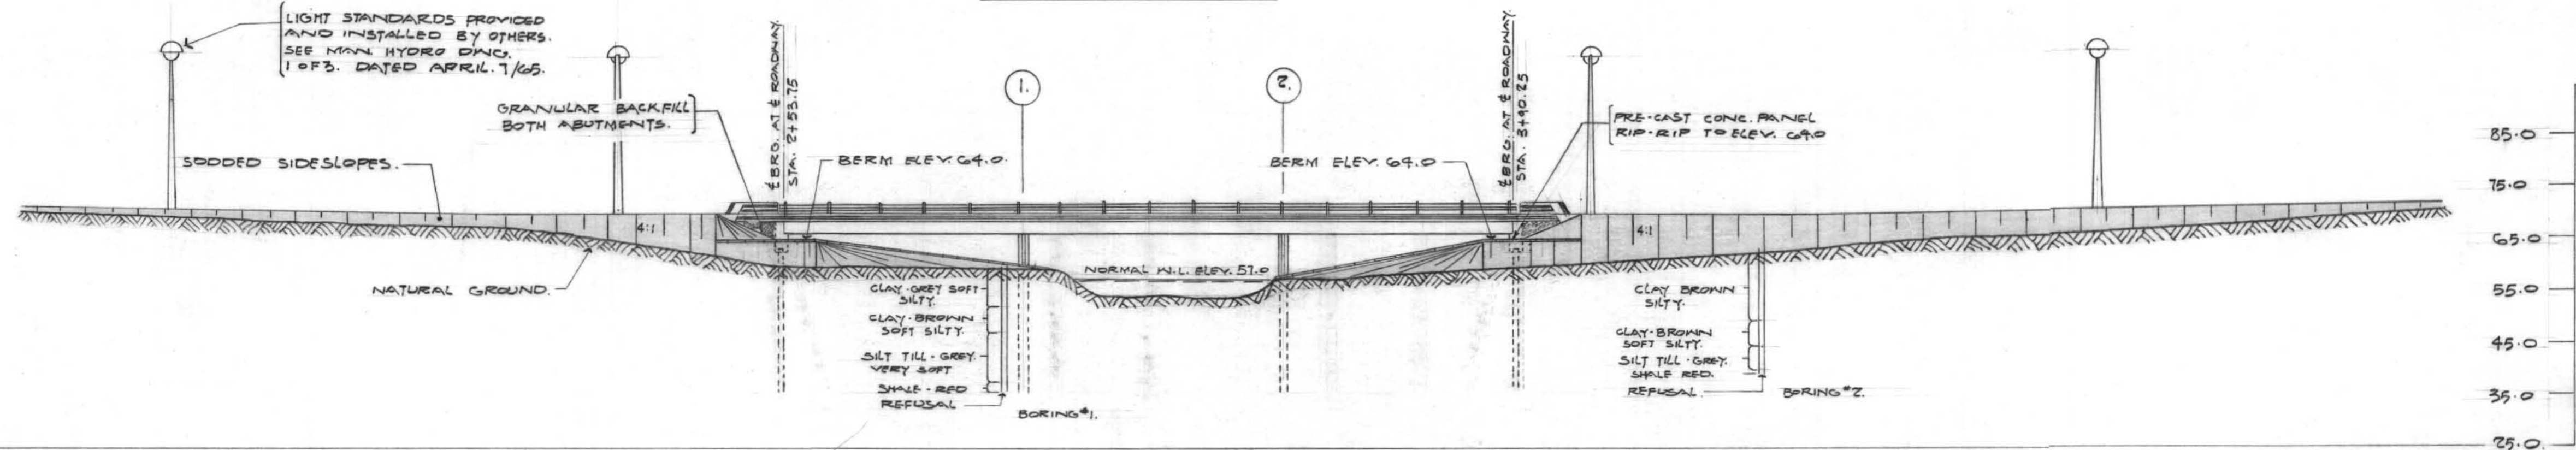 LIGHT STANDARDS PROVIDED
AND INSTALLED BY OTHERS.
SEE MAN. HYDRO DWG.
1 OF 3. DATED APRIL. 7/65.
GRANULAR BACKFILL
BOTH ABUTMENTS.
SODDED SIDESLOPES.
℄ BRG. AT ℄ ROADWAY.
STA. 2+53.75
BERM ELEV. 64.0
1.
2.
BERM ELEV. 64.0
℄ BRG. AT ℄ ROADWAY.
STA. 3+90.25
PRE-CAST CONC. PANEL
RIP-RIP TO ELEV. 64.0
4:1
4:1
NATURAL GROUND.
NORMAL W.L. ELEV. 57.0
CLAY-GREY SOFT
SILTY.
CLAY-BROWN
SOFT SILTY.
SILT TILL-GREY.
VERY SOFT
SHALE-RED
REFUSAL
BORING #1.
CLAY BROWN
SILTY.
CLAY-BROWN
SOFT SILTY.
SILT TILL-GREY.
SHALE RED.
REFUSAL.
BORING #2.
85.0
75.0
65.0
55.0
45.0
35.0
25.0